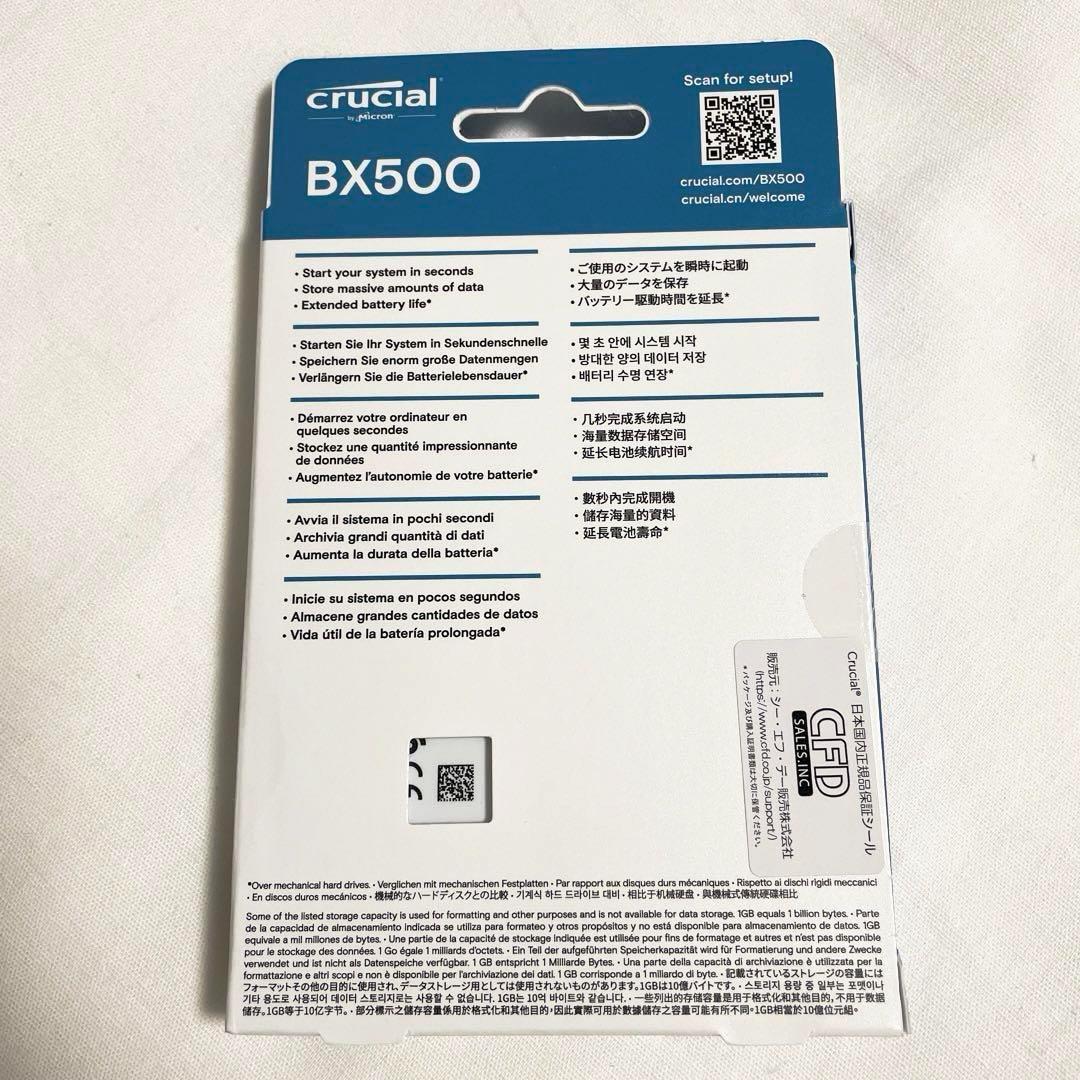 crucial
by Micron
BX500
Scan for setup!
crucial.com/BX500
crucial.cn/welcome
• Start your system in seconds
• Store massive amounts of data
• Extended battery life*
• Starten Sie Ihr System in Sekundenschnelle
• Speichern Sie enorm große Datenmengen
• Verlängern Sie die Batterielebensdauer*
• Démarrez votre ordinateur en
quelques secondes
• Stockez une quantité impressionnante
de données
• Augmentez l'autonomie de votre batterie*
• Avvia il sistema in pochi secondi
• Archivia grandi quantità di dati
• Aumenta la durata della batteria*
• Inicie su sistema en pocos segundos
• Almacene grandes cantidades de datos
• Vida útil de la batería prolongada*
• ご使用のシステムを瞬時に起動
• 大量のデータを保存
• バッテリー駆動時間を延長*
• 몇 초 안에 시스템 시작
• 방대한 양의 데이터 저장
• 배터리 수명 연장*
• 几秒完成系统启动
• 海量数据存储空间
• 延长电池续航时间*
• 數秒內完成開機
• 儲存海量的資料
• 延長電池壽命*
Crucial® 日本国内正規品保証シール
CFD
SALES.INC
販売元：シー・エフ・デー販売株式会社
(https://www.cfd.co.jp/support/)
*パッケージ及び購入証明書類は大切に保管ください。
*Over mechanical hard drives. • Verglichen mit mechanischen Festplatten • Par rapport aux disques durs mécaniques • Rispetto ai dischi rigidi meccanici
• En discos duros mecánicos • 機械的なハードディスクとの比較 • 기계식 하드 드라이브 대비 • 相比于机械硬盘 • 與機械式傳統硬碟相比
Some of the listed storage capacity is used for formatting and other purposes and is not available for data storage. 1GB equals 1 billion bytes. • Parte
de la capacidad de almacenamiento indicada se utiliza para formateo y otros propósitos y no está disponible para almacenamiento de datos. 1GB
equivale a mil millones de bytes. • Une partie de la capacité de stockage indiquée est utilisée pour fins de formatage et autres et n'est pas disponible
pour le stockage des données. 1 Go égale 1 milliards d'octets. • Ein Teil der aufgeführten Speicherkapazität wird für Formatierung und andere Zwecke
verwendet und ist nicht als Datenspeiche verfügbar. 1 GB entspricht 1 Milliarde Bytes. • Una parte della capacità di archiviazione è utilizzata per la
formattazione e altri scopi e non è disponibile per l'archiviazione dei dati. 1 GB corrisponde a 1 miliardo di byte. • 記載されているストレージの容量には
フォーマットその他の目的に使用され、データストレージ用としては使用されないものがあります。1GBは10億バイトです。• 스토리지 용량 중 일부는 포맷이나
기타 용도로 사용되어 데이터 스토리지로는 사용할 수 없습니다. 1GB는 10억 바이트와 같습니다. • 一些列出的存储容量是用于格式化和其他目的，不用于数据
储存。1GB等于10亿字节。• 部分標示之儲存容量係用於格式化和其他目的，因此實際可用於數據儲存之容量可能有所不同。1GB相當於10億位元組。